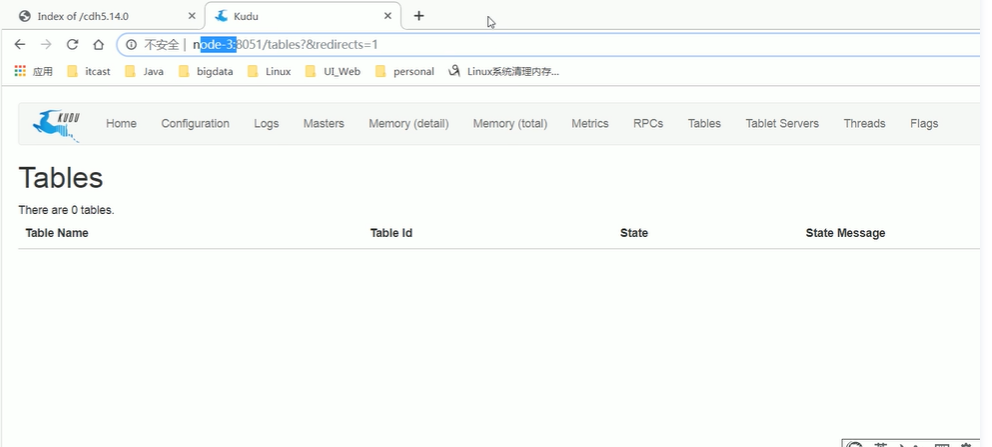 Index of /cdh5.14.0
Kudu
不安全 | node-3:8051/tables?&redirects=1
应用 itcast Java bigdata Linux UI_Web personal Linux系统清理内存...
KUDU Home Configuration Logs Masters Memory (detail) Memory (total) Metrics RPCs Tables Tablet Servers Threads Flags
Tables
There are 0 tables.
Table Name Table Id State State Message